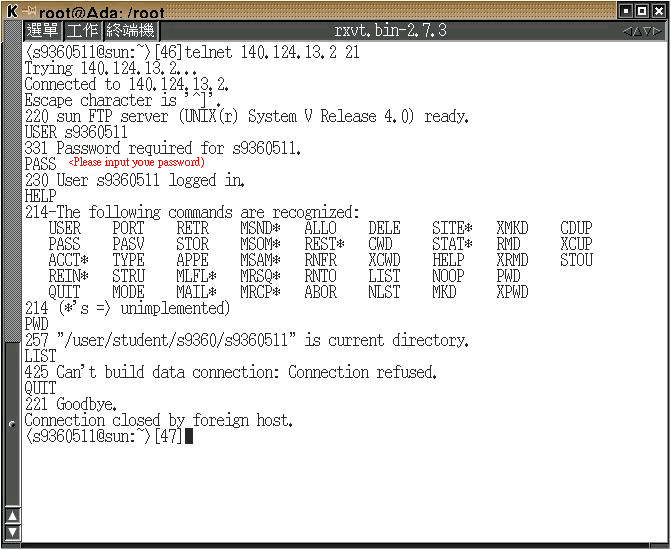 root@Ada: /root
選單 工作 終端機 rxvt.bin-2.7.3
<s9360511@sun:~>[46]telnet 140.124.13.2 21
Trying 140.124.13.2...
Connected to 140.124.13.2.
Escape character is '^]'.
220 sun FTP server (UNIX(r) System V Release 4.0) ready.
USER s9360511
331 Password required for s9360511.
PASS <Please input youe password)
230 User s9360511 logged in.
HELP
214-The following commands are recognized:
USER PORT RETR MSND* ALLO DELE SITE* XMKD CDUP
PASS PASV STOR MSOM* REST* CWD STAT* RMD XCUP
ACCT* TYPE APPE MSAM* RNFR XCWD HELP XRMD STOU
REIN* STRU MLFL* MRSQ* RNTO LIST NOOP PWD
QUIT MODE MAIL* MRCP* ABOR NLST MKD XPWD
214 (*'s => unimplemented)
PWD
257 "/user/student/s9360/s9360511" is current directory.
LIST
425 Can't build data connection: Connection refused.
QUIT
221 Goodbye.
Connection closed by foreign host.
<s9360511@sun:~>[47]